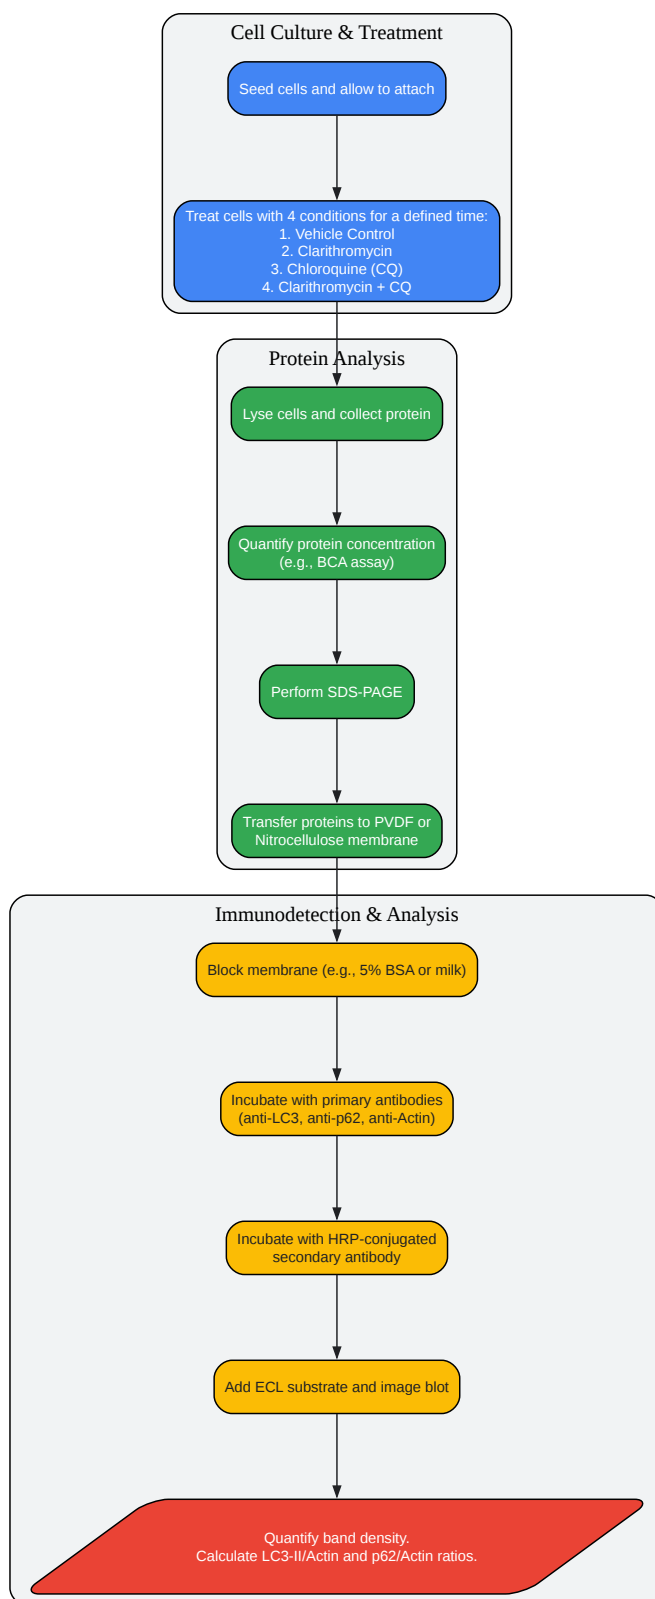 Cell Culture & Treatment
Seed cells and allow to attach
Treat cells with 4 conditions for a defined time:
1. Vehicle Control
2. Clarithromycin
3. Chloroquine (CQ)
4. Clarithromycin + CQ
Protein Analysis
Lyse cells and collect protein
Quantify protein concentration
(e.g., BCA assay)
Perform SDS-PAGE
Transfer proteins to PVDF or
Nitrocellulose membrane
Immunodetection & Analysis
Block membrane (e.g., 5% BSA or milk)
Incubate with primary antibodies
(anti-LC3, anti-p62, anti-Actin)
Incubate with HRP-conjugated
secondary antibody
Add ECL substrate and image blot
Quantify band density.
Calculate LC3-II/Actin and p62/Actin ratios.